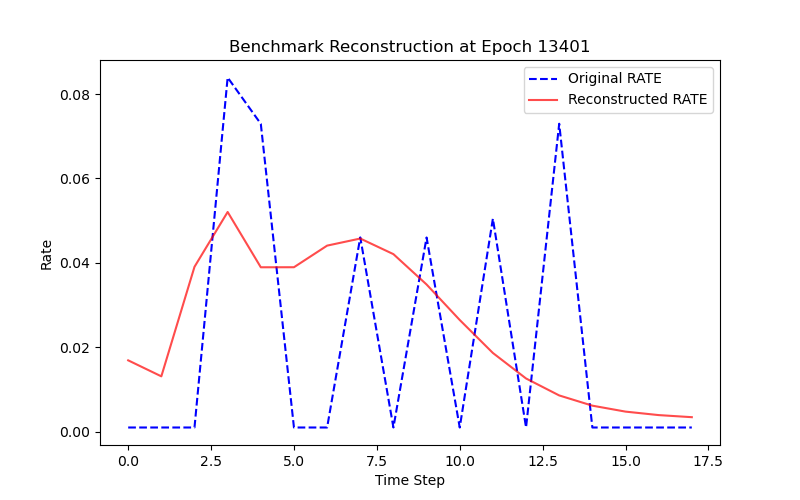 Benchmark Reconstruction at Epoch 13401
Original RATE
Reconstructed RATE
0.08
0.06
0.04
0.02
0.00
Rate
0.0 2.5 5.0 7.5 10.0 12.5 15.0 17.5
Time Step